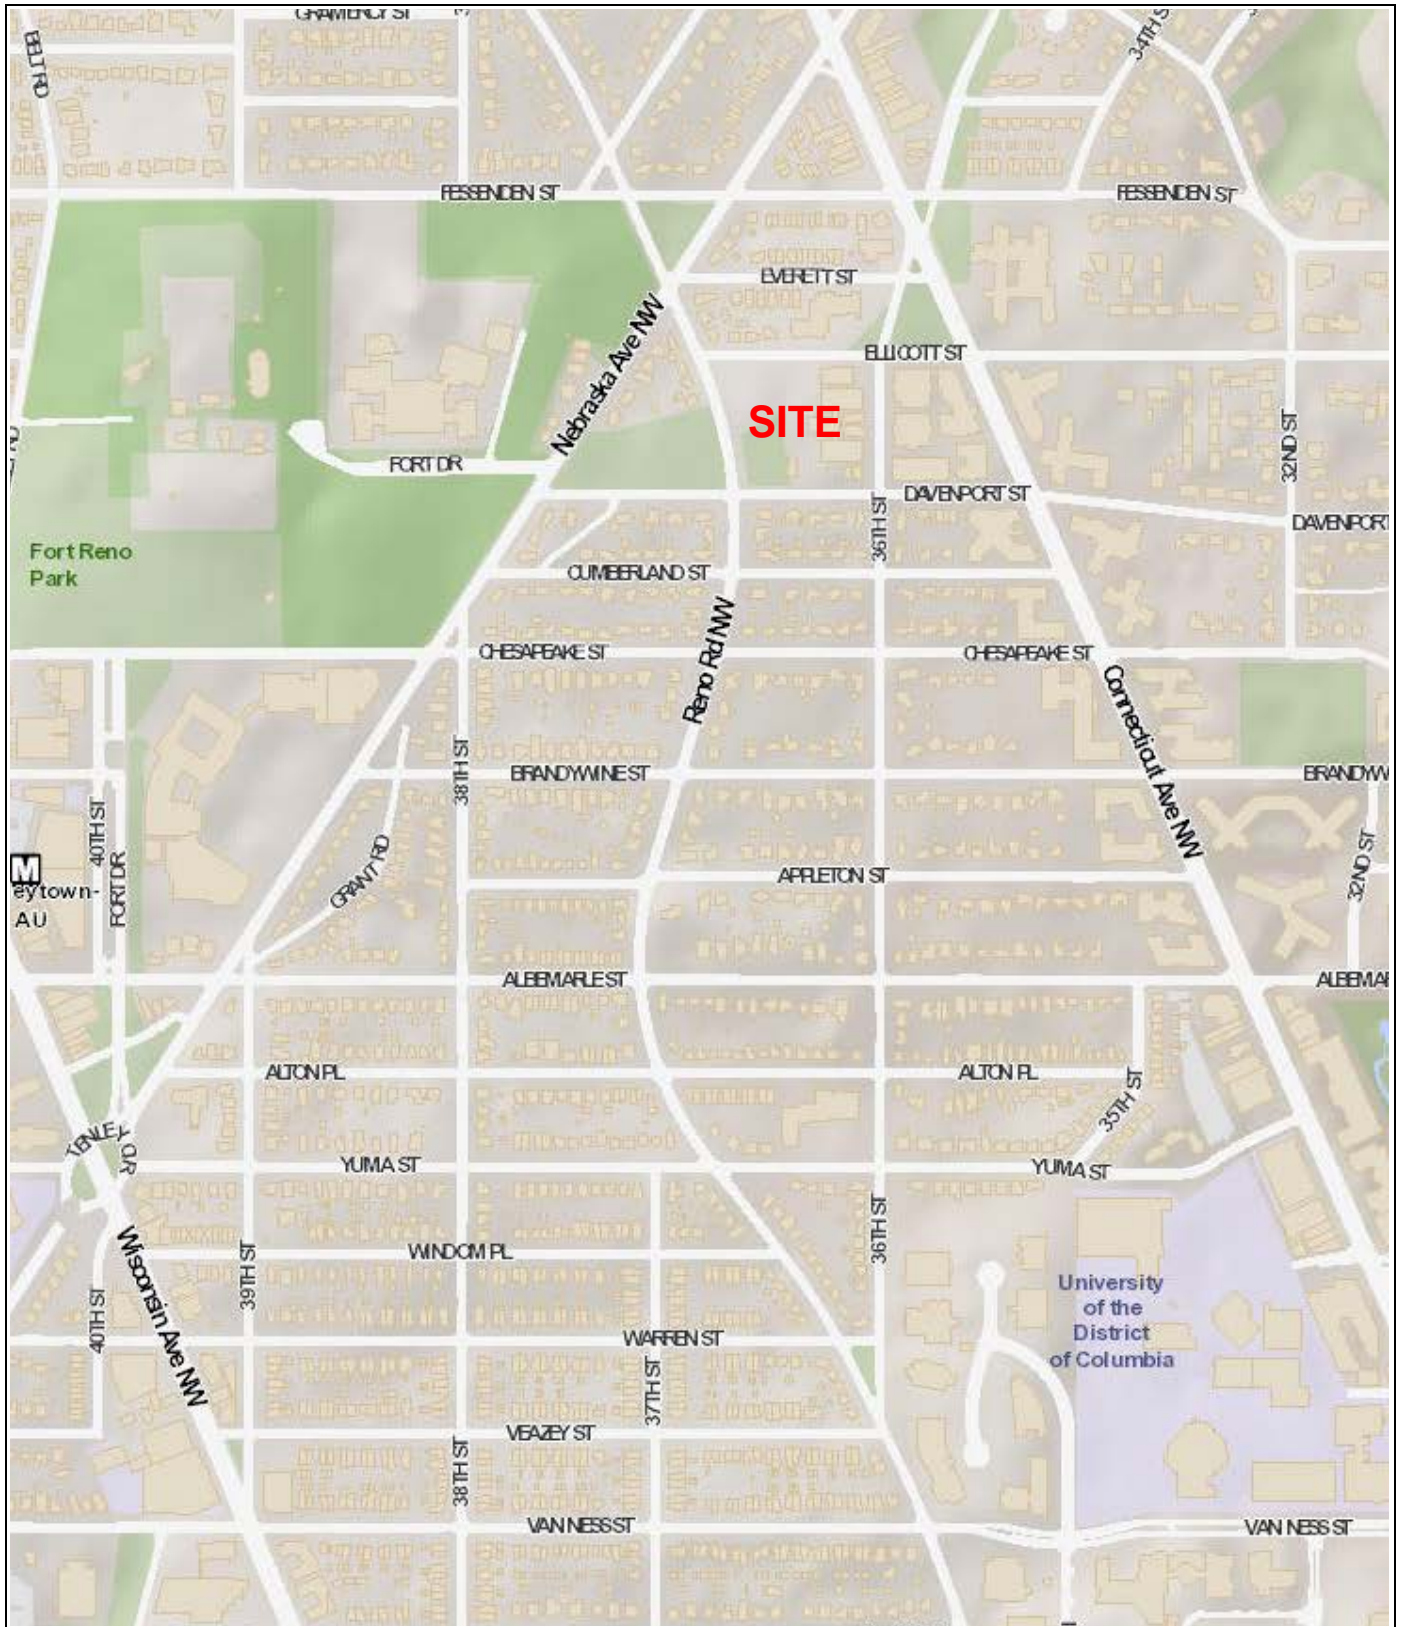 GRAMENCY ST
BELT RD
34TH S
FESSENDEN ST
FESSENDEN ST
EVERETT ST
Nebraska Ave NW
ELLICOTT ST
SITE
32ND ST
FORT DR
DAVENPORT ST
36TH ST
DAVENPORT
Fort Reno
Park
CUMBERLAND ST
Reno Rd NW
CHESAPEAKE ST
CHESAPEAKE ST
Connecticut Ave NW
38TH ST
BRANDYWINE ST
BRANDYW
40TH ST
FORT DR
GRANT RD
M
eytown-
AU
APPLETON ST
32ND ST
ALBEMARLE ST
ALBEMAR
ALTON PL
ALTON PL
35TH ST
TENLEY CIR
YUMA ST
YUMA ST
36TH ST
WINDOM PL
39TH ST
Wisconsin Ave NW
40TH ST
University
of the
District
of Columbia
WARREN ST
37TH ST
VEAZEY ST
38TH ST
VAN NESS ST
VAN NESS ST